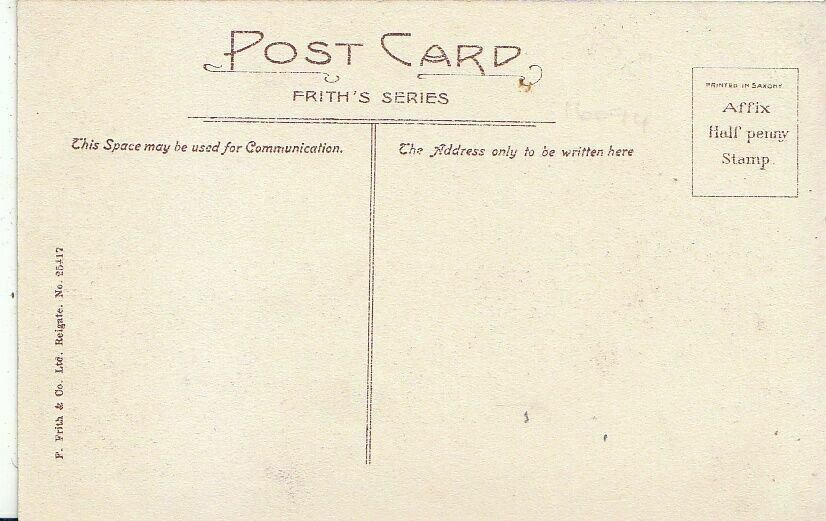 POST CARD
FRITH'S SERIES
This Space may be used for Communication.
The Address only to be written here
PRINTED IN SAXONY
Affix
Half penny
Stamp.
F. Frith & Co. Ltd. Reigate. No. 25417